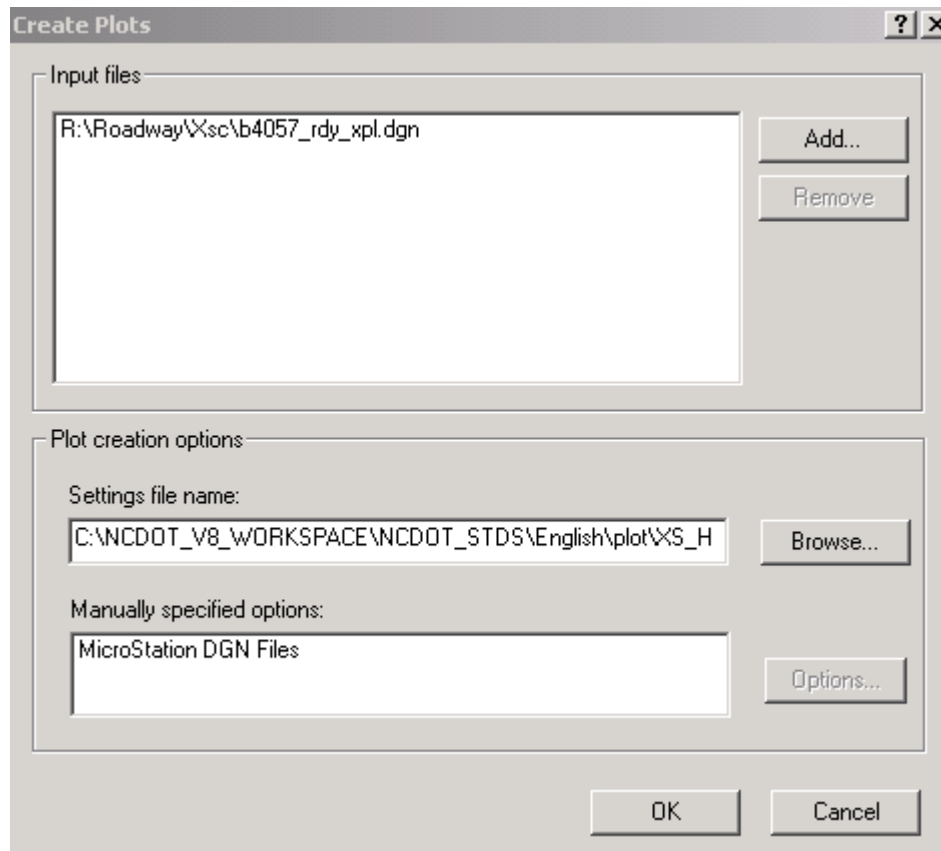 Create Plots
Input files
R:\Roadway\Xsc\b4057_rdy_xpl.dgn
Add...
Remove
Plot creation options
Settings file name:
C:\NCDOT_V8_WORKSPACE\NCDOT_STDS\English\plot\XS_H
Browse...
Manually specified options:
MicroStation DGN Files
Options...
OK
Cancel